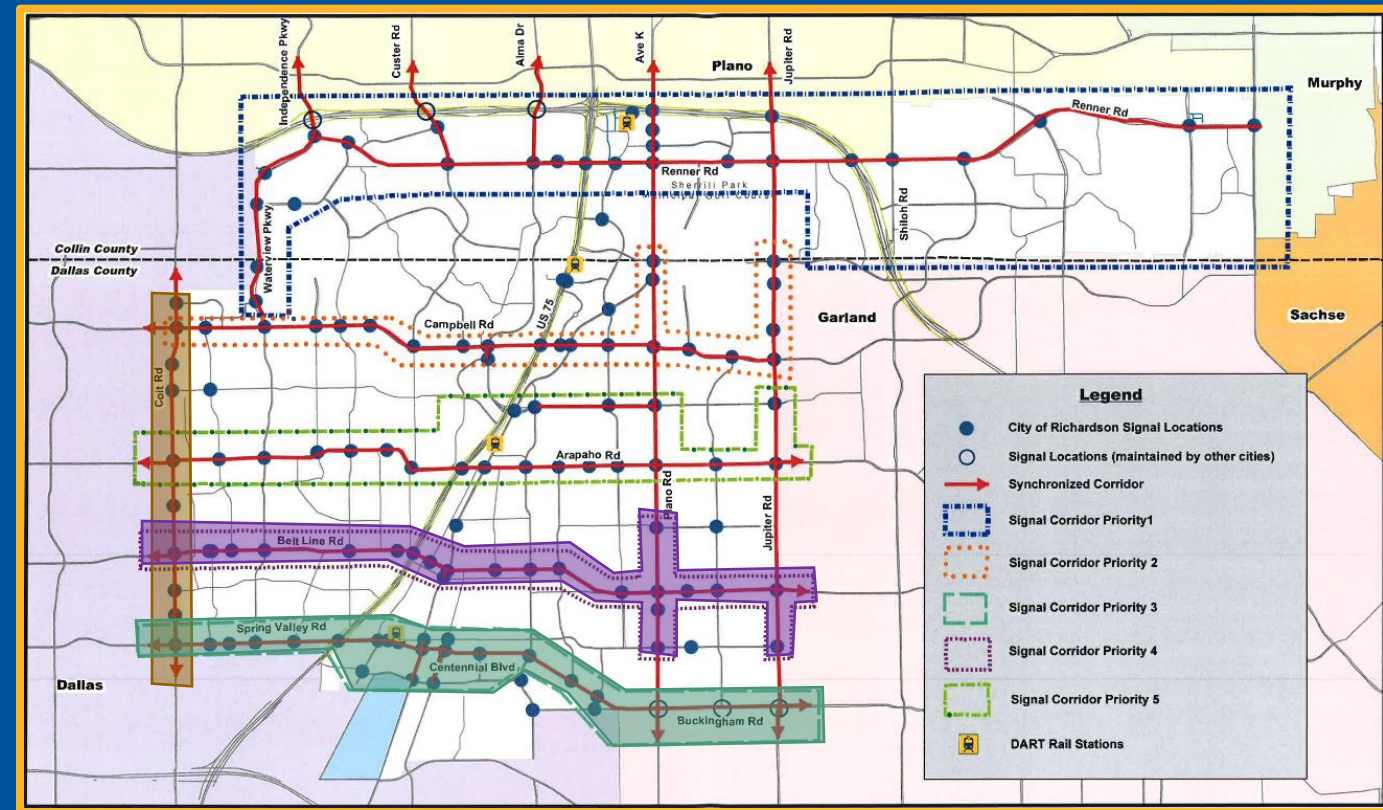 Independence Pkwy
Custer Rd
Alma Dr
Ave K
Jupiter Rd
Plano
Murphy
Renner Rd
Renner Rd
Sherrill Park
Municipal Golf
Shiloh Rd
Waterview Pkwy
Collin County
Dallas County
US 75
Campbell Rd
Garland
Sachse
Coit Rd
Arapaho Rd
Plano Rd
Jupiter Rd
Belt Line Rd
Spring Valley Rd
Centennial Blvd
Buckingham Rd
Dallas
Legend
City of Richardson Signal Locations
Signal Locations (maintained by other cities)
Synchronized Corridor
Signal Corridor Priority1
Signal Corridor Priority 2
Signal Corridor Priority 3
Signal Corridor Priority 4
Signal Corridor Priority 5
DART Rail Stations